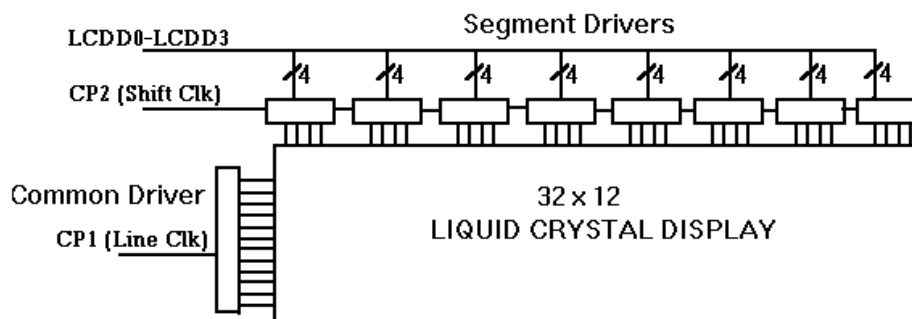 Segment Drivers
LCDD0-LCDD3
4 4 4 4 4 4 4 4
CP2 (Shift Clk)
Common Driver
CP1 (Line Clk)
32 x 12
LIQUID CRYSTAL DISPLAY